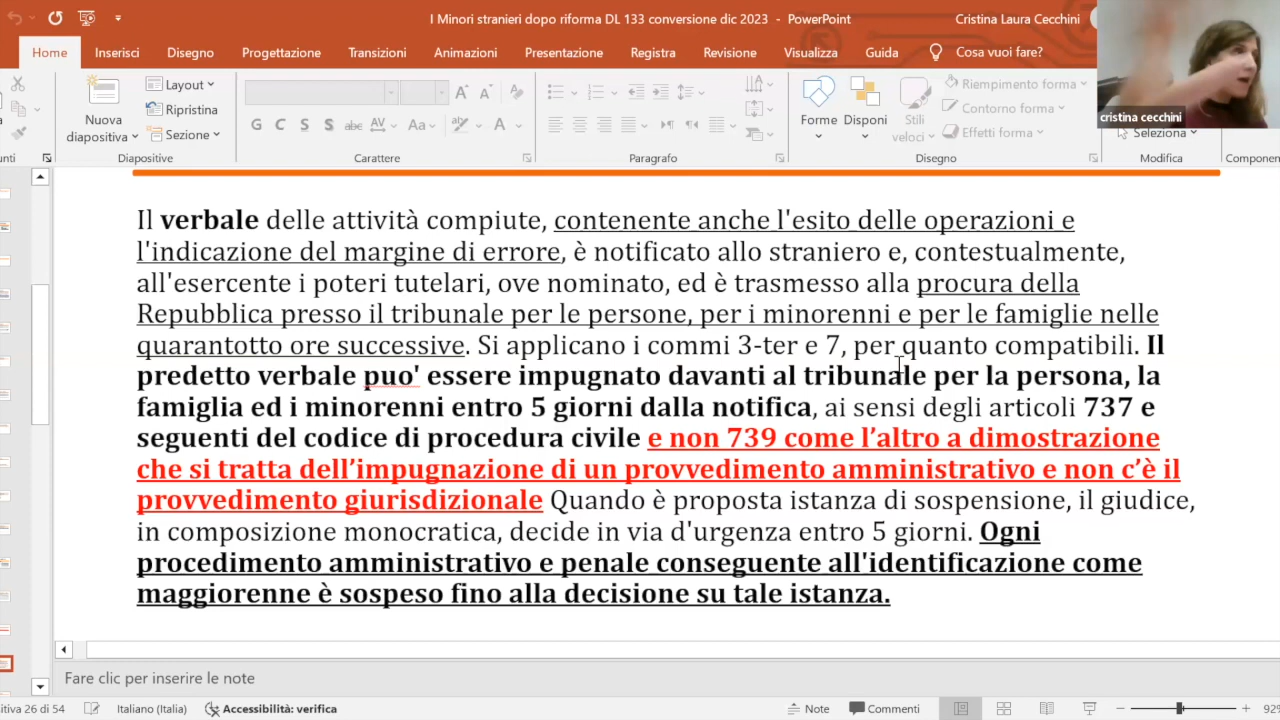 I Minori stranieri dopo riforma DL 133 conversione dic 2023 - PowerPoint
Cristina Laura Cecchini
Home Inserisci Disegno Progettazione Transizioni Animazioni Presentazione Registra Revisione Visualizza Guida Cosa vuoi fare?
Nuova diapositiva
Layout
Ripristina
Sezione
G C S S abc AV Aa A
Forme
Disponi
Stili veloci
Riempimento forma
Contorno forma
Effetti forma
cristina cecchini
Seleziona
unti
Diapositive
Carattere
Paragrafo
Disegno
Modifica
Componen
Il verbale delle attività compiute, contenente anche l'esito delle operazioni e
l'indicazione del margine di errore, è notificato allo straniero e, contestualmente,
all'esercente i poteri tutelari, ove nominato, ed è trasmesso alla procura della
Repubblica presso il tribunale per le persone, per i minorenni e per le famiglie nelle
quarantotto ore successive. Si applicano i commi 3-ter e 7, per quanto compatibili. Il
predetto verbale puo' essere impugnato davanti al tribunale per la persona, la
famiglia ed i minorenni entro 5 giorni dalla notifica, ai sensi degli articoli 737 e
seguenti del codice di procedura civile e non 739 come l’altro a dimostrazione
che si tratta dell’impugnazione di un provvedimento amministrativo e non c’è il
provvedimento giurisdizionale Quando è proposta istanza di sospensione, il giudice,
in composizione monocratica, decide in via d'urgenza entro 5 giorni. Ogni
procedimento amministrativo e penale conseguente all'identificazione come
maggiorenne è sospeso fino alla decisione su tale istanza.
Fare clic per inserire le note
itiva 26 di 54
Italiano (Italia)
Accessibilità: verifica
Note
Commenti
92%